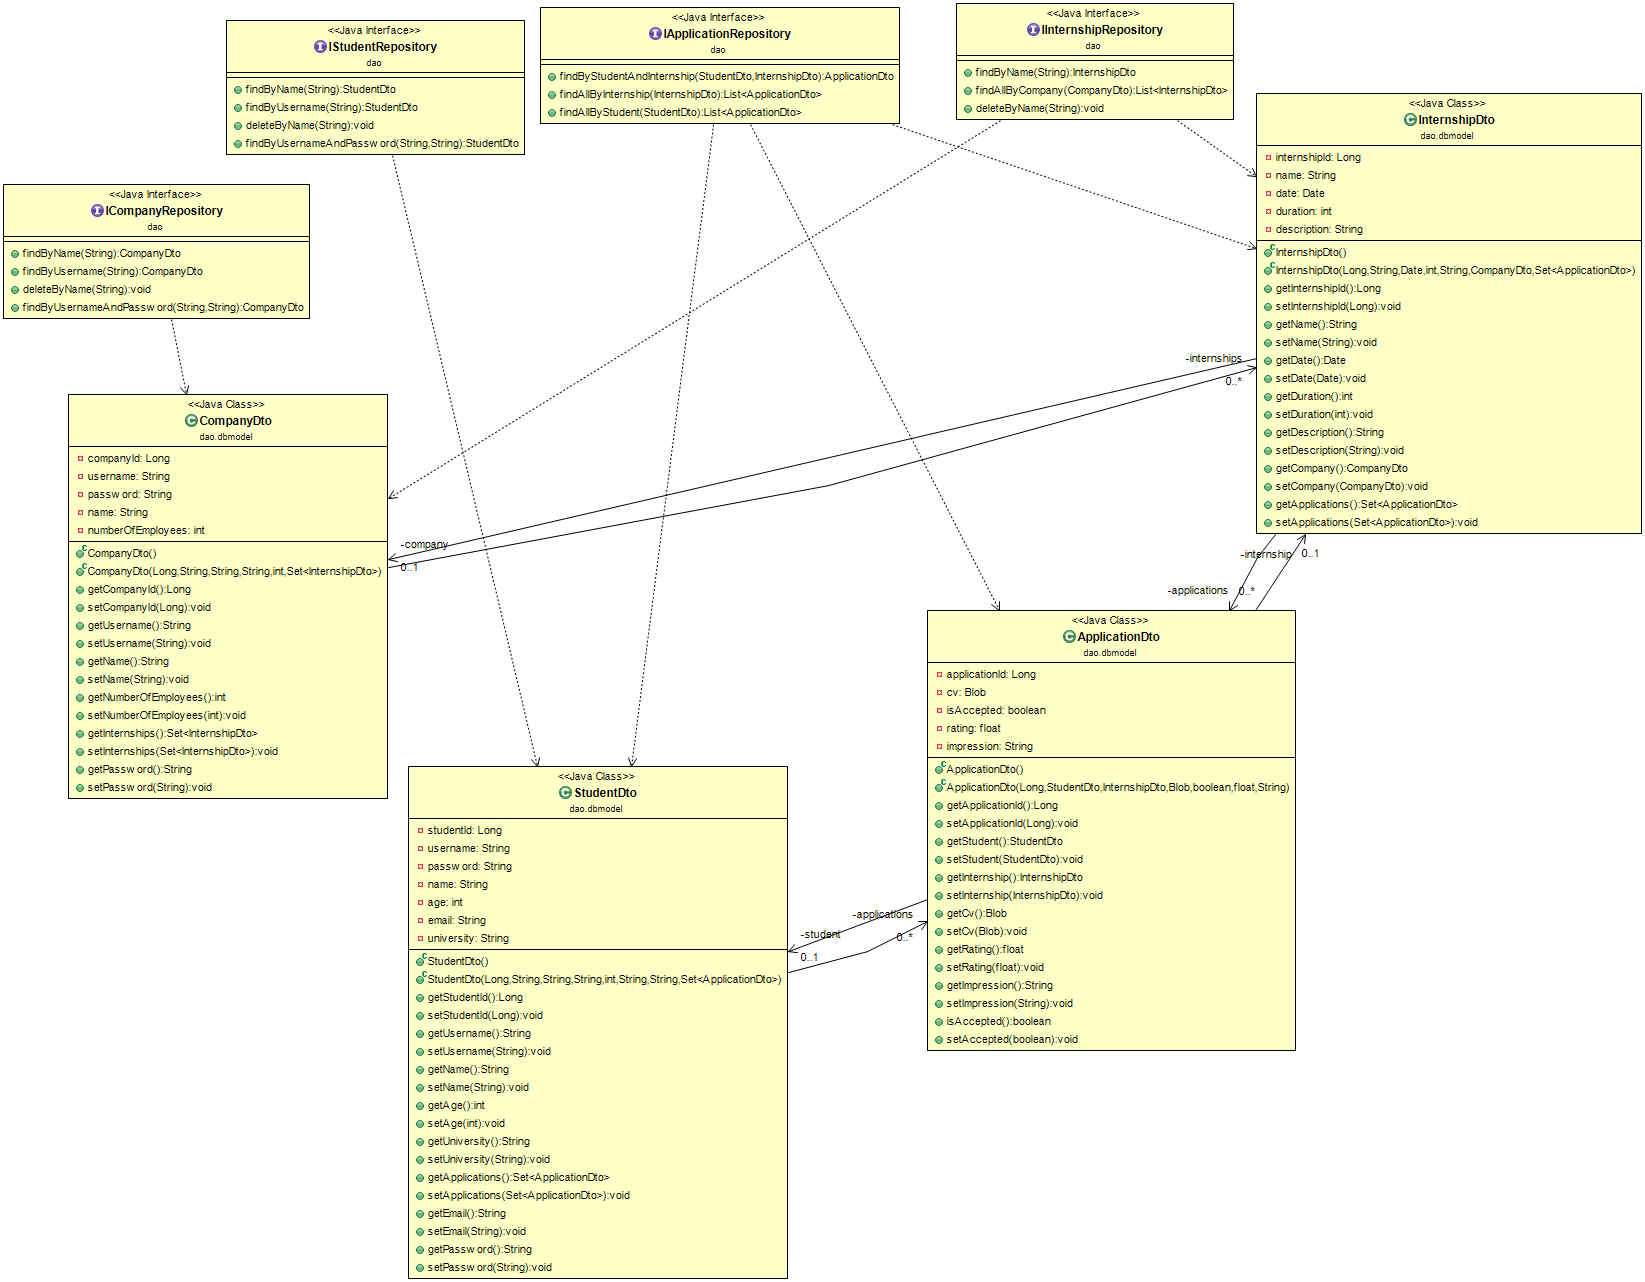 <<Java Interface>>
IStudentRepository
dao
findByName(String):StudentDto
findByUsername(String):StudentDto
deleteByName(String):void
findByUsernameAndPassword(String,String):StudentDto
<<Java Interface>>
IApplicationRepository
dao
findByStudentAndInternship(StudentDto,InternshipDto):ApplicationDto
findAllByInternship(InternshipDto):List<ApplicationDto>
findAllByStudent(StudentDto):List<ApplicationDto>
<<Java Interface>>
IInternshipRepository
dao
findByName(String):InternshipDto
findAllByCompany(CompanyDto):List<InternshipDto>
deleteByName(String):void
<<Java Class>>
InternshipDto
dao.dbmodel
internshipId: Long
name: String
date: Date
duration: int
description: String
InternshipDto()
InternshipDto(Long,String,Date,int,String,CompanyDto,Set<ApplicationDto>)
getInternshipId():Long
setInternshipId(Long):void
getName():String
setName(String):void
getDate():Date
setDate(Date):void
getDuration():int
setDuration(int):void
getDescription():String
setDescription(String):void
getCompany():CompanyDto
setCompany(CompanyDto):void
getApplications():Set<ApplicationDto>
setApplications(Set<ApplicationDto>):void
<<Java Interface>>
ICompanyRepository
dao
findByName(String):CompanyDto
findByUsername(String):CompanyDto
deleteByName(String):void
findByUsernameAndPassword(String,String):CompanyDto
-internships
0..*
<<Java Class>>
CompanyDto
dao.dbmodel
companyId: Long
username: String
password: String
name: String
numberOfEmployees: int
CompanyDto()
CompanyDto(Long,String,String,String,int,Set<InternshipDto>)
getCompanyId():Long
setCompanyId(Long):void
getUsername():String
setUsername(String):void
getName():String
setName(String):void
getNumberOfEmployees():int
setNumberOfEmployees(int):void
getInternships():Set<InternshipDto>
setInternships(Set<InternshipDto>):void
getPassword():String
setPassword(String):void
-company
0..1
-internship
0..1
-applications
0..*
<<Java Class>>
ApplicationDto
dao.dbmodel
applicationId: Long
cv: Blob
isAccepted: boolean
rating: float
impression: String
ApplicationDto()
ApplicationDto(Long,StudentDto,InternshipDto,Blob,boolean,float,String)
getApplicationId():Long
setApplicationId(Long):void
getStudent():StudentDto
setStudent(StudentDto):void
getInternship():InternshipDto
setInternship(InternshipDto):void
getCv():Blob
setCv(Blob):void
getRating():float
setRating(float):void
getImpression():String
setImpression(String):void
isAccepted():boolean
setAccepted(boolean):void
<<Java Class>>
StudentDto
dao.dbmodel
studentId: Long
username: String
password: String
name: String
age: int
email: String
university: String
StudentDto()
StudentDto(Long,String,String,String,int,String,String,Set<ApplicationDto>)
getStudentId():Long
setStudentId(Long):void
getUsername():String
setUsername(String):void
getName():String
setName(String):void
getAge():int
setAge(int):void
getUniversity():String
setUniversity(String):void
getApplications():Set<ApplicationDto>
setApplications(Set<ApplicationDto>):void
getEmail():String
setEmail(String):void
getPassword():String
setPassword(String):void
-applications
0..*
-student
0..1